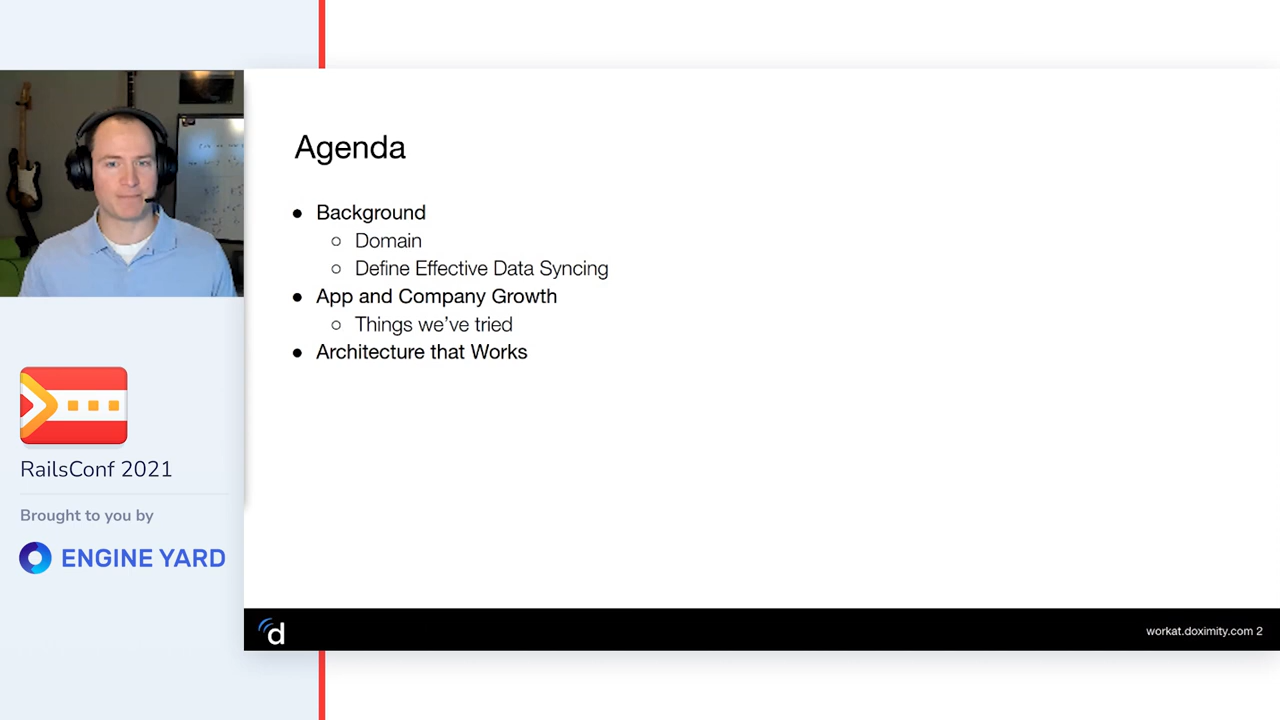 Agenda
● Background
○ Domain
○ Define Effective Data Syncing
● App and Company Growth
○ Things we’ve tried
● Architecture that Works
RailsConf 2021
Brought to you by
ENGINE YARD
d
workat.doximity.com 2